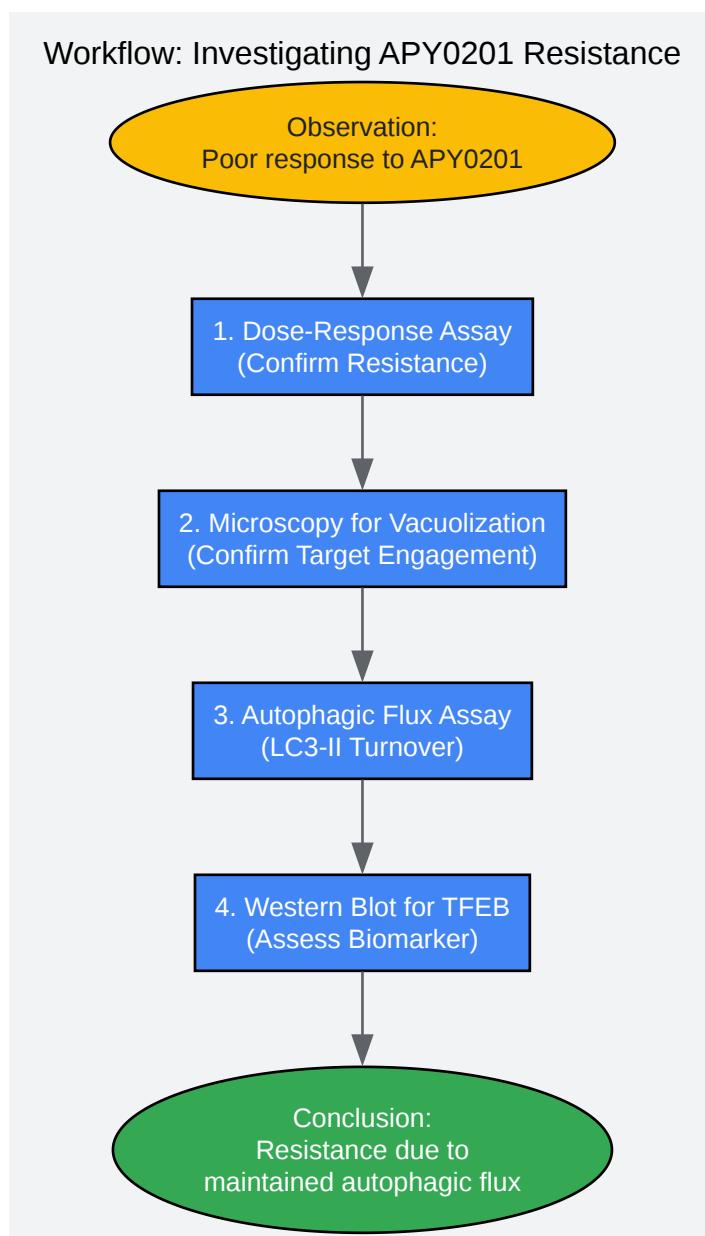 Workflow: Investigating APY0201 Resistance
Observation:
Poor response to APY0201
1. Dose-Response Assay
(Confirm Resistance)
2. Microscopy for Vacuolization
(Confirm Target Engagement)
3. Autophagic Flux Assay
(LC3-II Turnover)
4. Western Blot for TFEB
(Assess Biomarker)
Conclusion:
Resistance due to
maintained autophagic flux